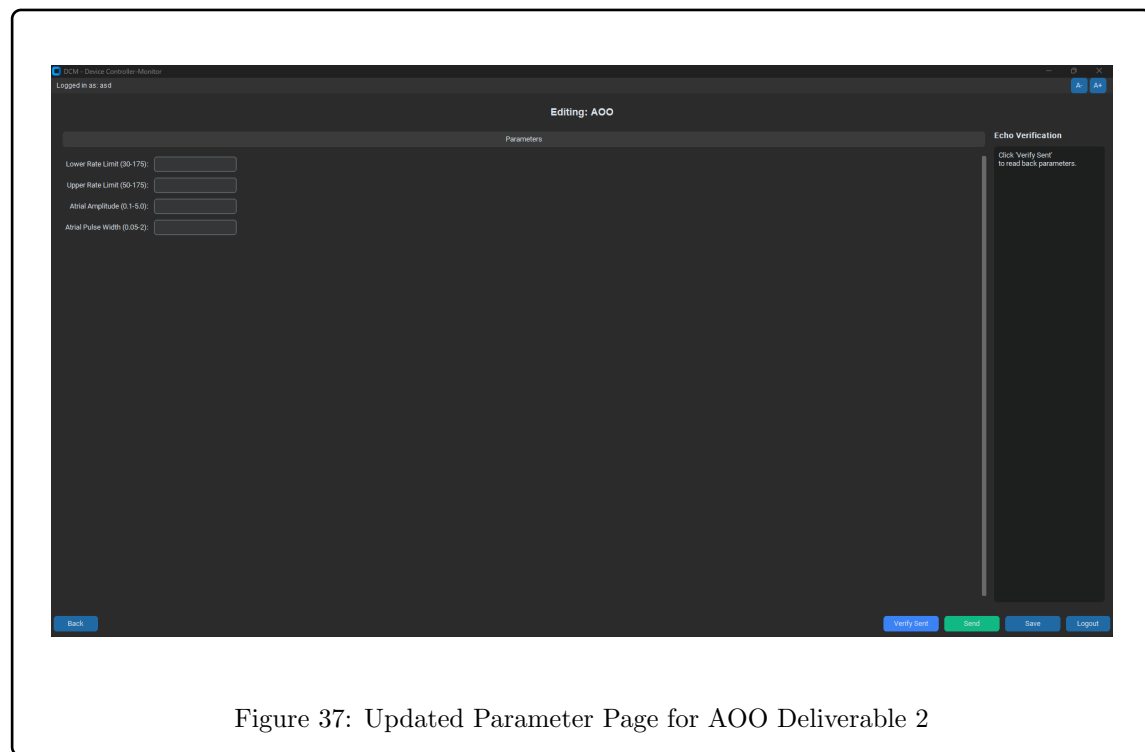 DCM - Device Controller-Monitor
Logged in as: asd
A-
A+
Editing: AOO
Parameters
Echo Verification
Lower Rate Limit (30-175):
Upper Rate Limit (50-175):
Atrial Amplitude (0.1-5.0):
Atrial Pulse Width (0.05-2):
Click 'Verify Sent'
to read back parameters.
Back
Verify Sent
Send
Save
Logout
Figure 37: Updated Parameter Page for AOO Deliverable 2